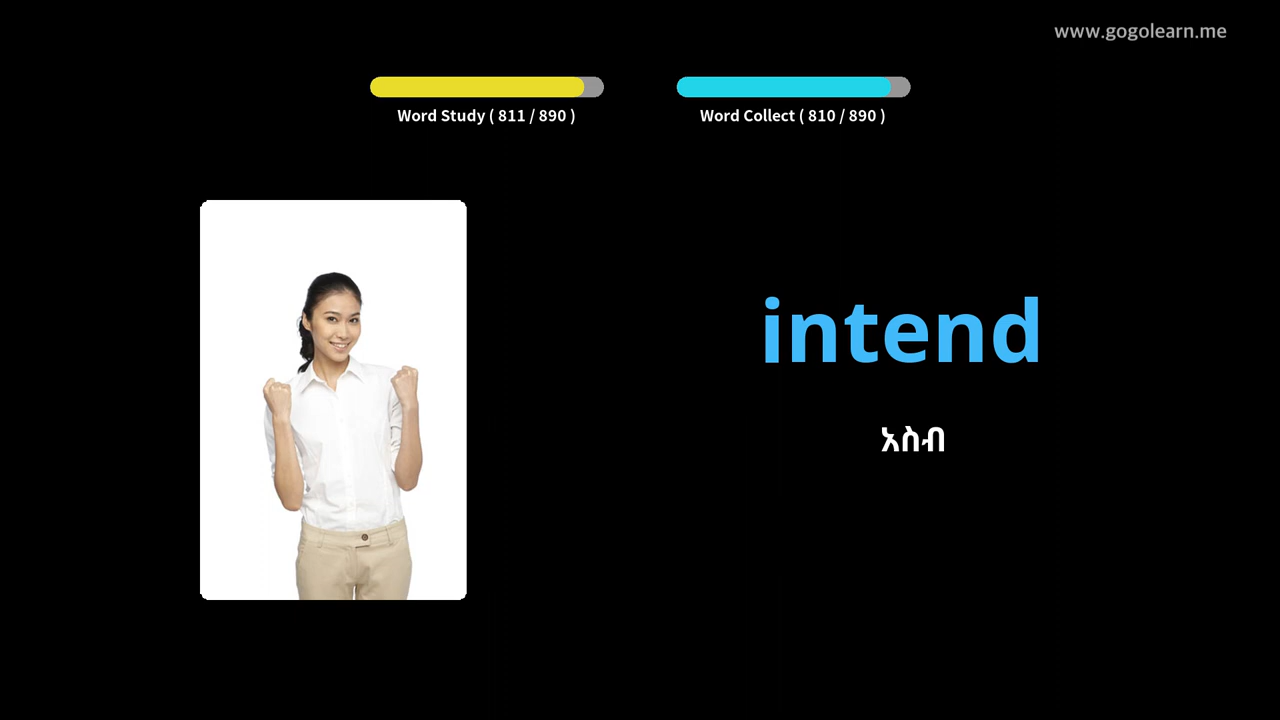 www.gogolearn.me
Word Study ( 811 / 890 )
Word Collect ( 810 / 890 )
intend
አስብ